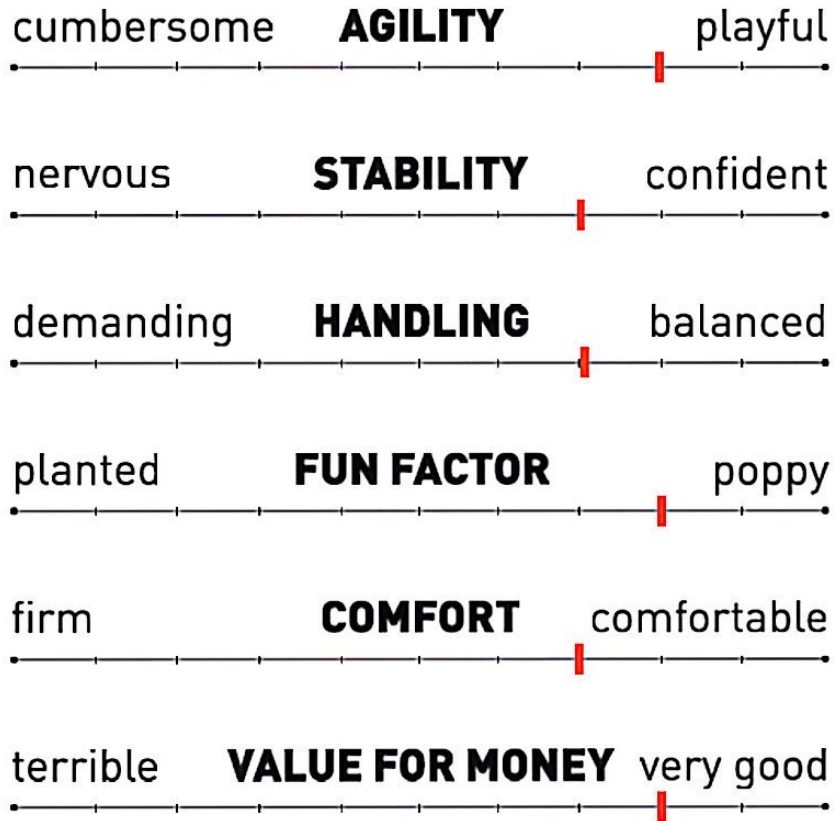 cumbersome AGILITY playful
nervous STABILITY confident
demanding HANDLING balanced
planted FUN FACTOR poppy
firm COMFORT comfortable
terrible VALUE FOR MONEY very good